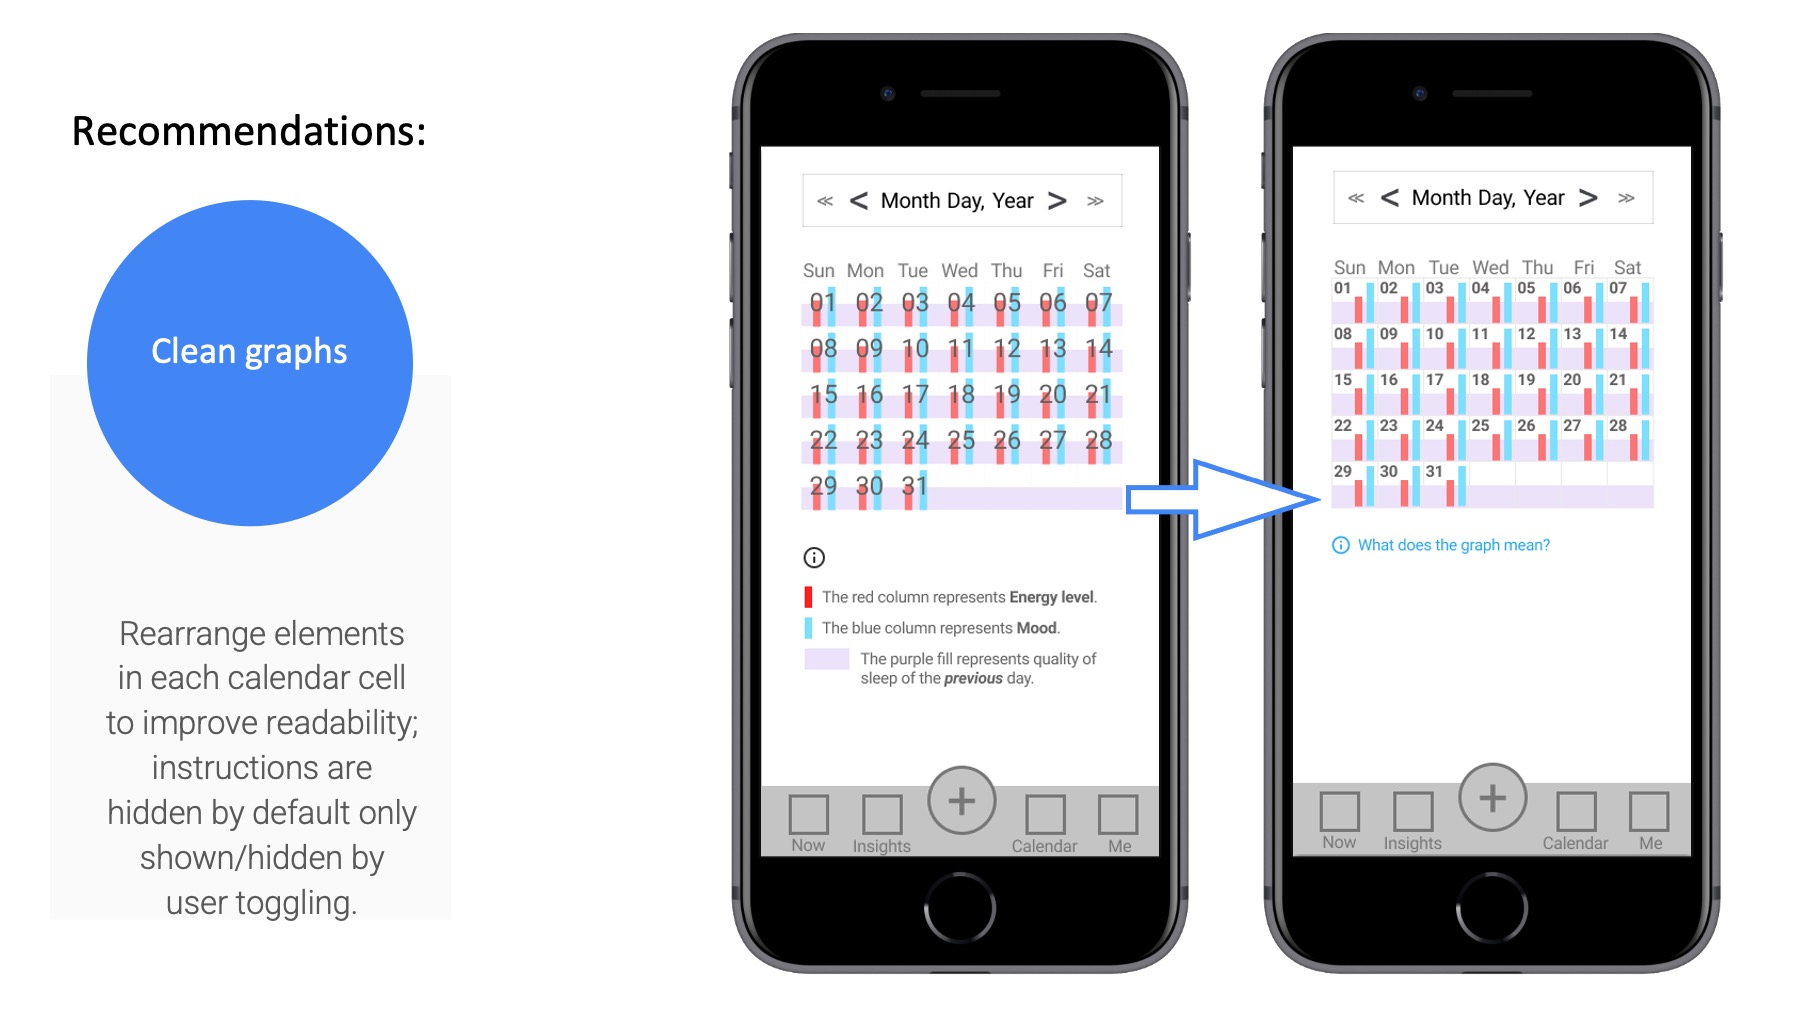 Recommendations:
Clean graphs
Rearrange elements
in each calendar cell
to improve readability;
instructions are
hidden by default only
shown/hidden by
user toggling.
<< < Month Day, Year > >>
Sun Mon Tue Wed Thu Fri Sat
01 02 03 04 05 06 07
08 09 10 11 12 13 14
15 16 17 18 19 20 21
22 23 24 25 26 27 28
29 30 31
The red column represents Energy level.
The blue column represents Mood.
The purple fill represents quality of
sleep of the previous day.
Now Insights + Calendar Me
<< < Month Day, Year > >>
Sun Mon Tue Wed Thu Fri Sat
01 02 03 04 05 06 07
08 09 10 11 12 13 14
15 16 17 18 19 20 21
22 23 24 25 26 27 28
29 30 31
What does the graph mean?
Now Insights + Calendar Me